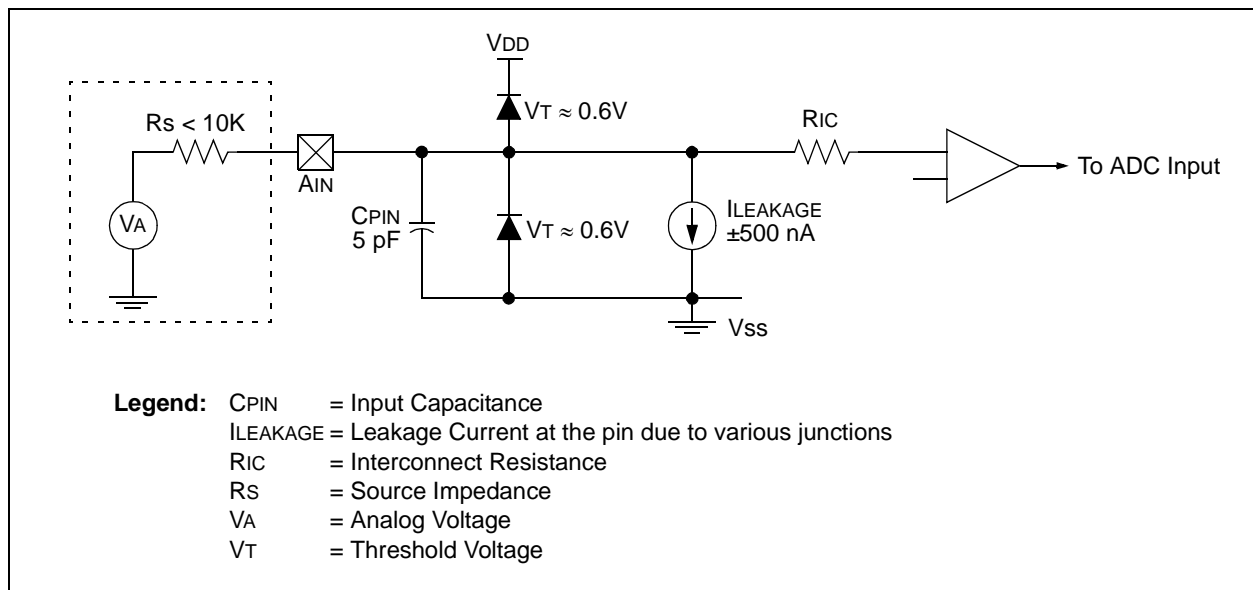 VDD
VT ≈ 0.6V
Rs < 10K
RIC
AIN
To ADC Input
VA
CPIN
5 pF
VT ≈ 0.6V
ILEAKAGE
±500 nA
Vss
Legend: CPIN = Input Capacitance
ILEAKAGE = Leakage Current at the pin due to various junctions
RIC = Interconnect Resistance
RS = Source Impedance
VA = Analog Voltage
VT = Threshold Voltage